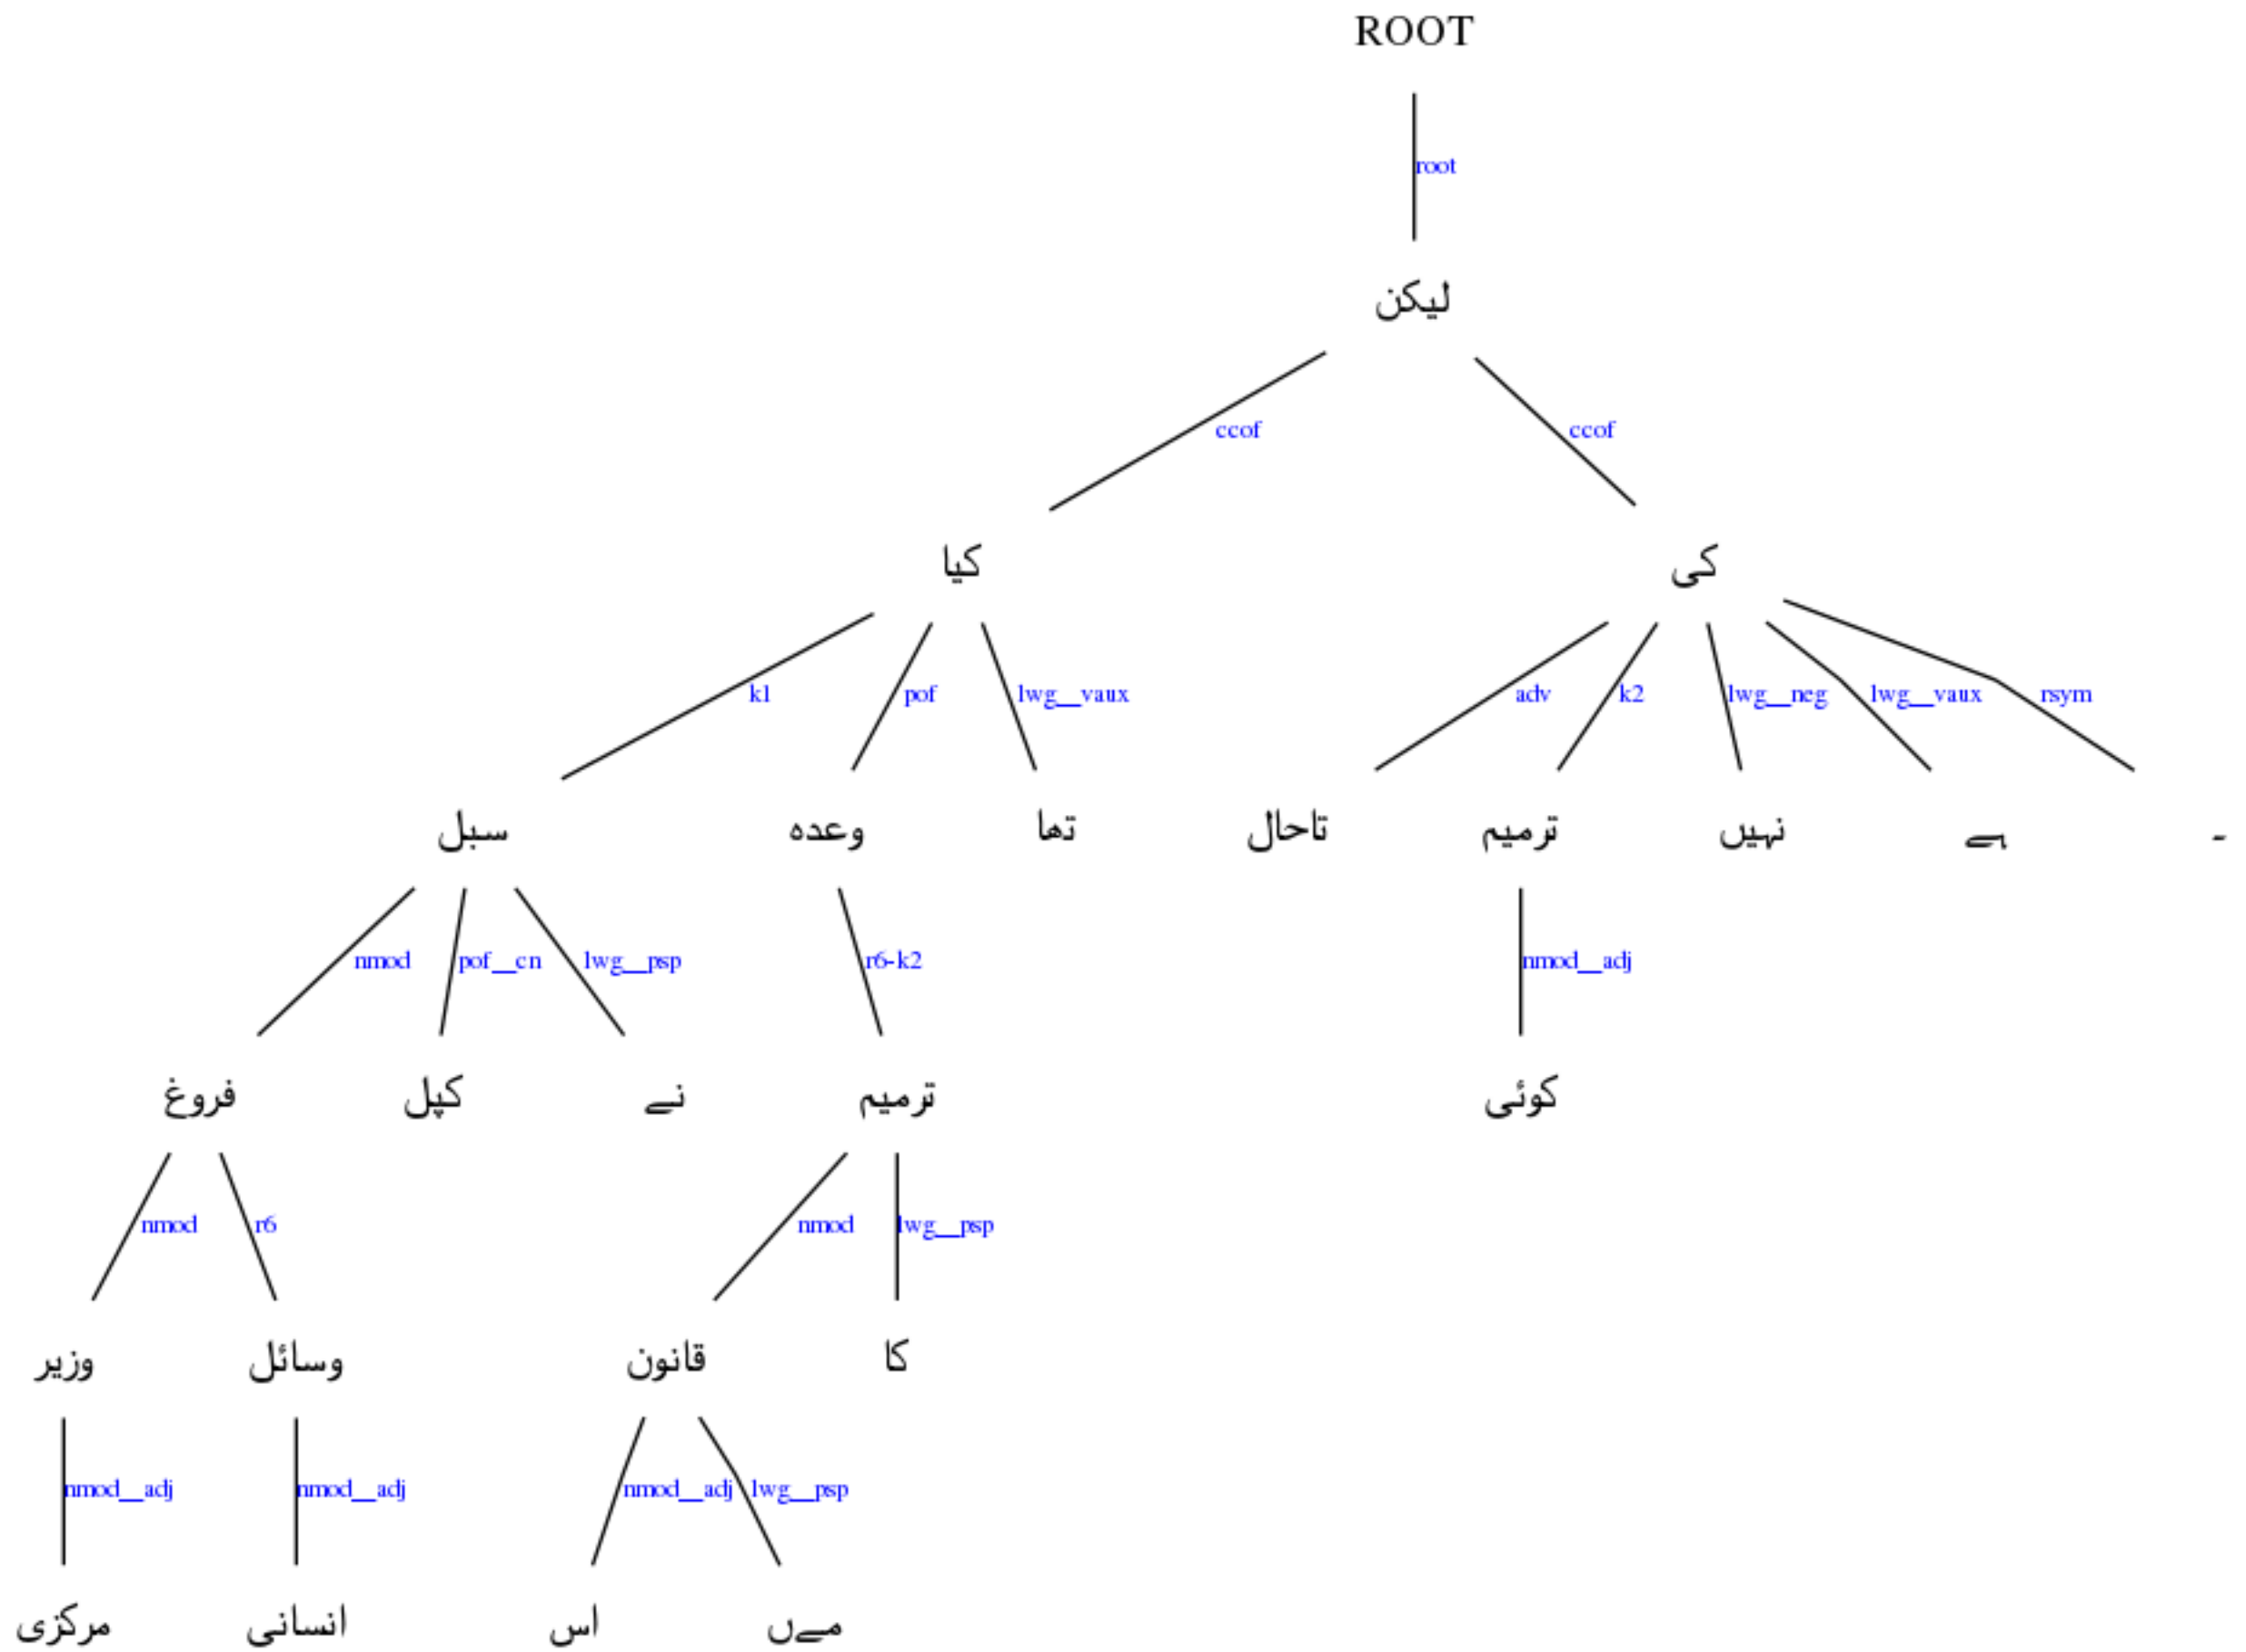 ROOT
root
لیکن
ccof ccof
کیا کی
k1 pof lwg__vaux adv k2 lwg__neg lwg__vaux rsym
سبل وعدہ تھا تاحال ترمیم نہیں ہے ۔
nmod pof__cn lwg__psp r6-k2 nmod__adj
فروغ کپل نے ترمیم کوئی
nmod r6 nmod lwg__psp
وزیر وسائل قانون کا
nmod__adj nmod__adj nmod__adj lwg__psp
مرکزی انسانی اس مےں